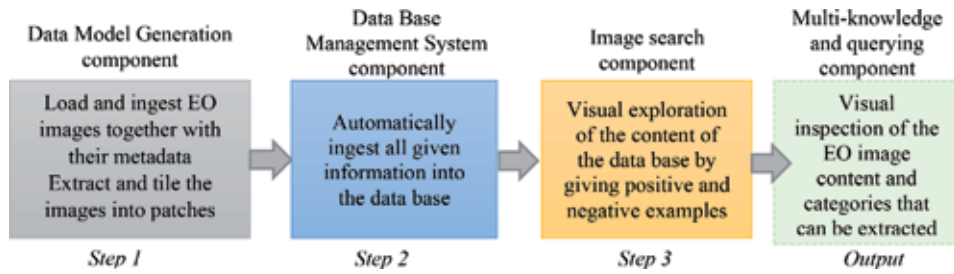 Data Model Generation
component
Load and ingest EO
images together with
their metadata
Extract and tile the
images into patches
Step 1
Data Base
Management System
component
Automatically
ingest all given
information into
the data base
Step 2
Image search
component
Visual exploration
of the content of
the data base by
giving positive and
negative examples
Step 3
Multi-knowledge
and querying
component
Visual
inspection of the
EO image
content and
categories that
can be extracted
Output